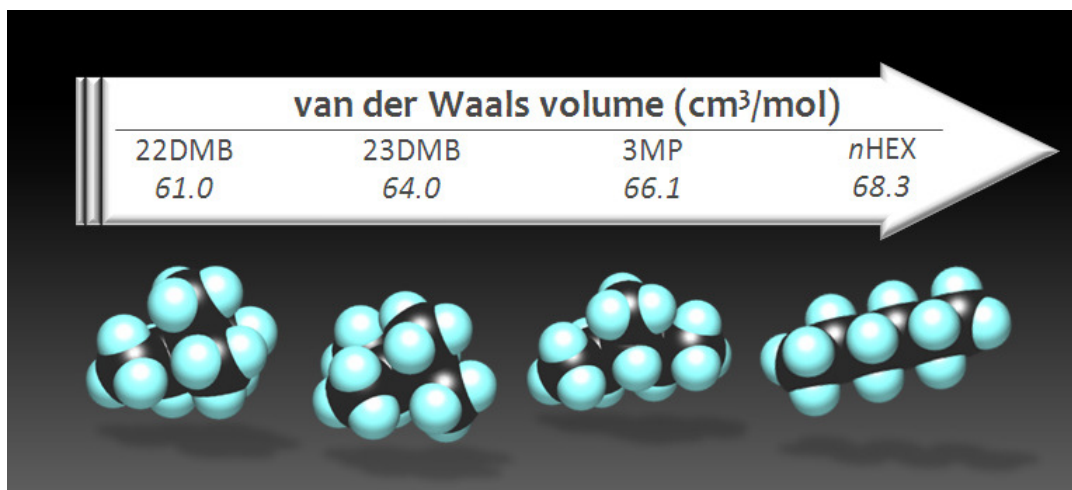 van der Waals volume (cm³/mol)
22DMB 23DMB 3MP nHEX
61.0 64.0 66.1 68.3